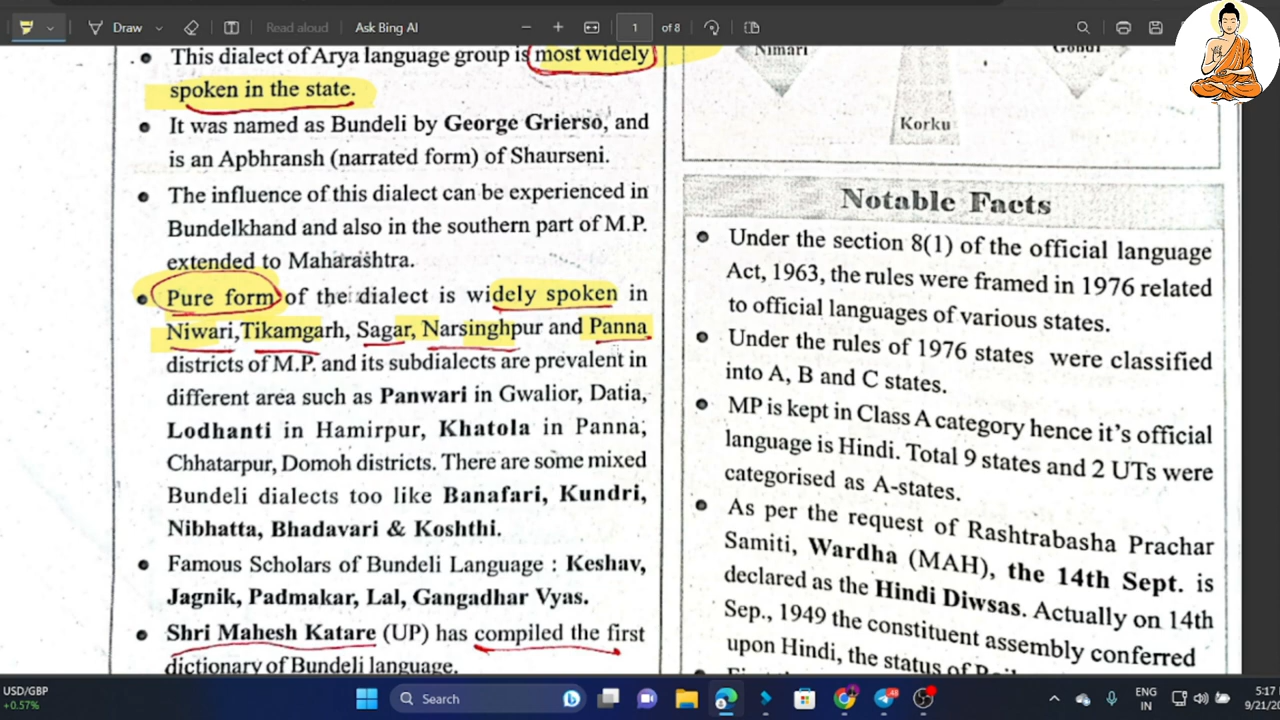 Draw
Read aloud
Ask Bing AI
1 of 8
This dialect of Arya language group is most widely
spoken in the state.
It was named as Bundeli by George Grierso, and
is an Apbhransh (narrated form) of Shaurseni.
The influence of this dialect can be experienced in
Bundelkhand and also in the southern part of M.P.
extended to Maharashtra.
Pure form of the dialect is widely spoken in
Niwari, Tikamgarh, Sagar, Narsinghpur and Panna
districts of M.P. and its subdialects are prevalent in
different area such as Panwari in Gwalior, Datia,
Lodhanti in Hamirpur, Khatola in Panna,
Chhatarpur, Domoh districts. There are some mixed
Bundeli dialects too like Banafari, Kundri,
Nibhatta, Bhadavari & Koshthi.
Famous Scholars of Bundeli Language : Keshav,
Jagnik, Padmakar, Lal, Gangadhar Vyas.
Shri Mahesh Katare (UP) has compiled the first
dictionary of Bundeli language.
Nimari
Gondi
Korku
Notable Facts
Under the section 8(1) of the official language
Act, 1963, the rules were framed in 1976 related
to official languages of various states.
Under the rules of 1976 states were classified
into A, B and C states.
MP is kept in Class A category hence it's official
language is Hindi. Total 9 states and 2 UTs were
categorised as A-states.
As per the request of Rashtrabasha Prachar
Samiti, Wardha (MAH), the 14th Sept. is
declared as the Hindi Diwsas. Actually on 14th
Sep., 1949 the constituent assembly conferred
upon Hindi, the status of
USD/GBP
+0.57%
Search
ENG
IN
5:17
9/21/20